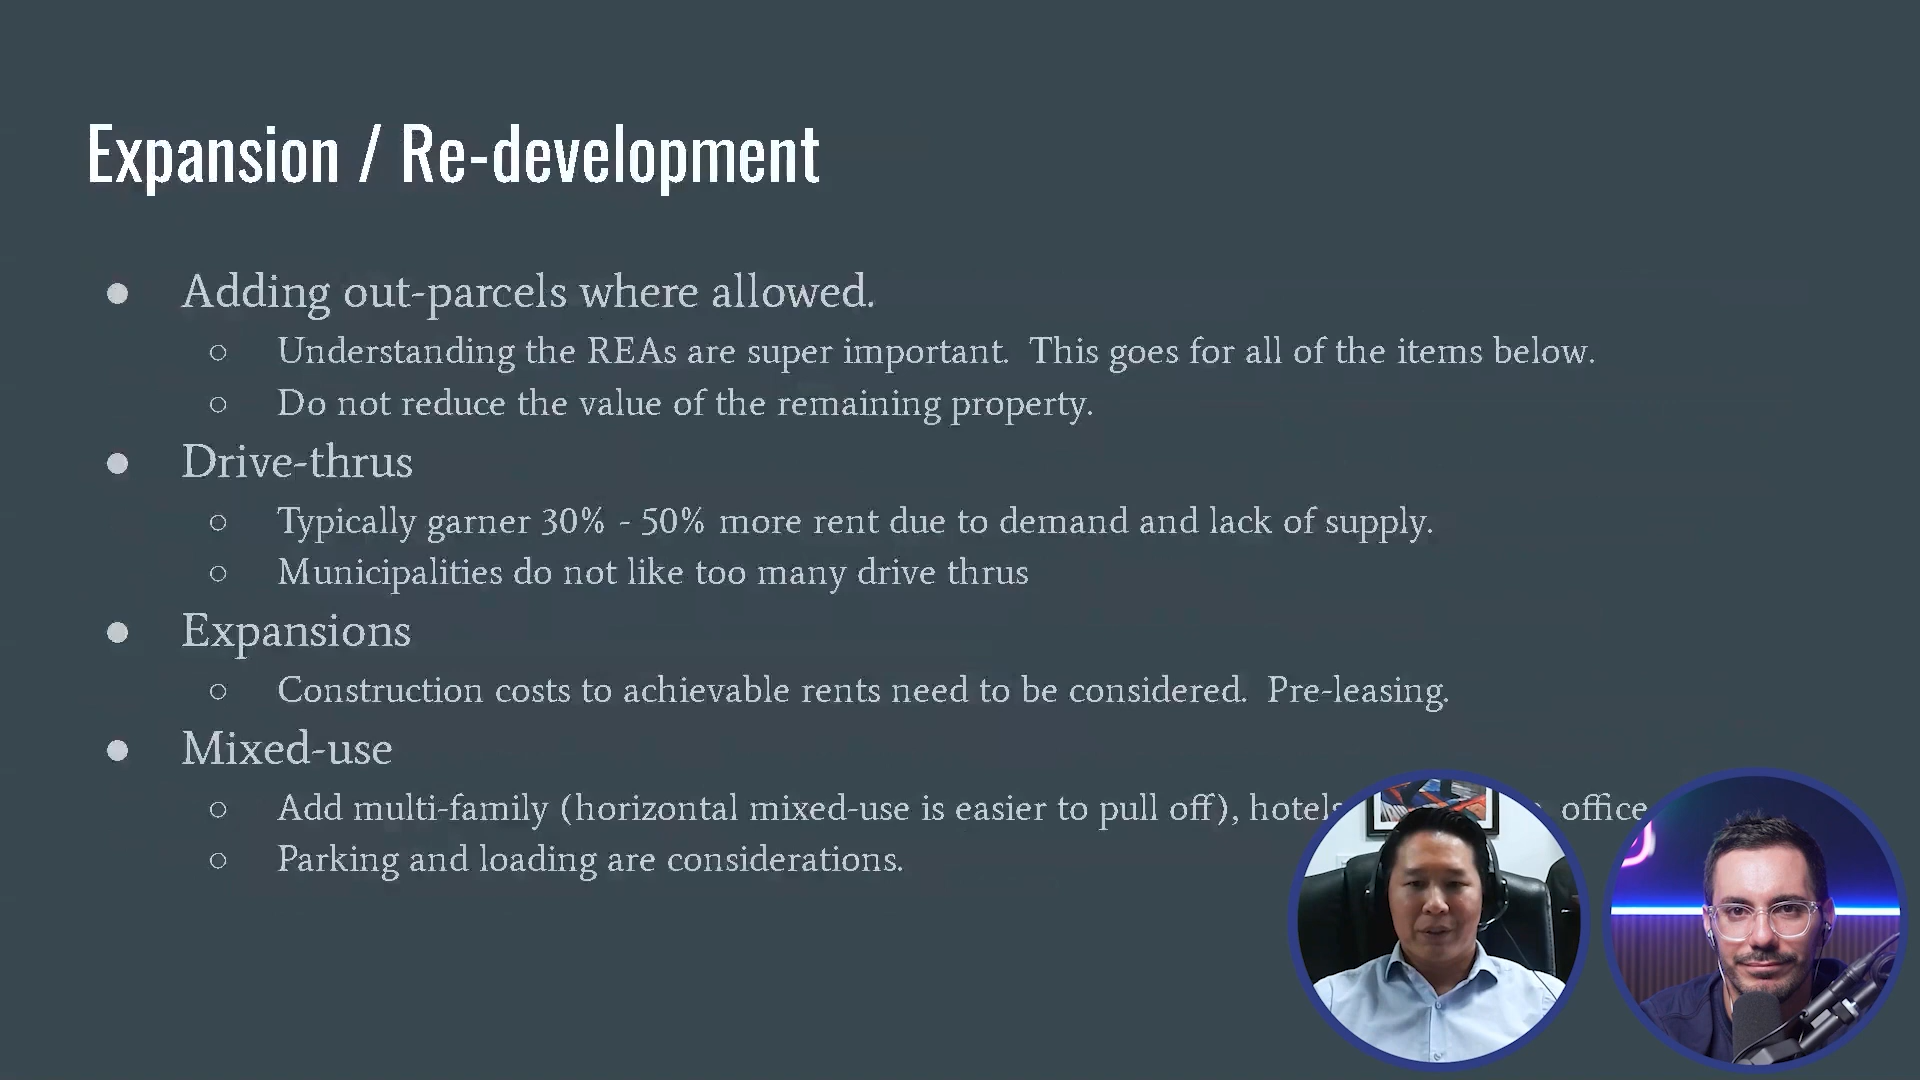 Expansion / Re-development
● Adding out-parcels where allowed.
○ Understanding the REAs are super important.  This goes for all of the items below.
○ Do not reduce the value of the remaining property.
● Drive-thrus
○ Typically garner 30% - 50% more rent due to demand and lack of supply.
○ Municipalities do not like too many drive thrus
● Expansions
○ Construction costs to achievable rents need to be considered.  Pre-leasing.
● Mixed-use
○ Add multi-family (horizontal mixed-use is easier to pull off), hotels office
○ Parking and loading are considerations.